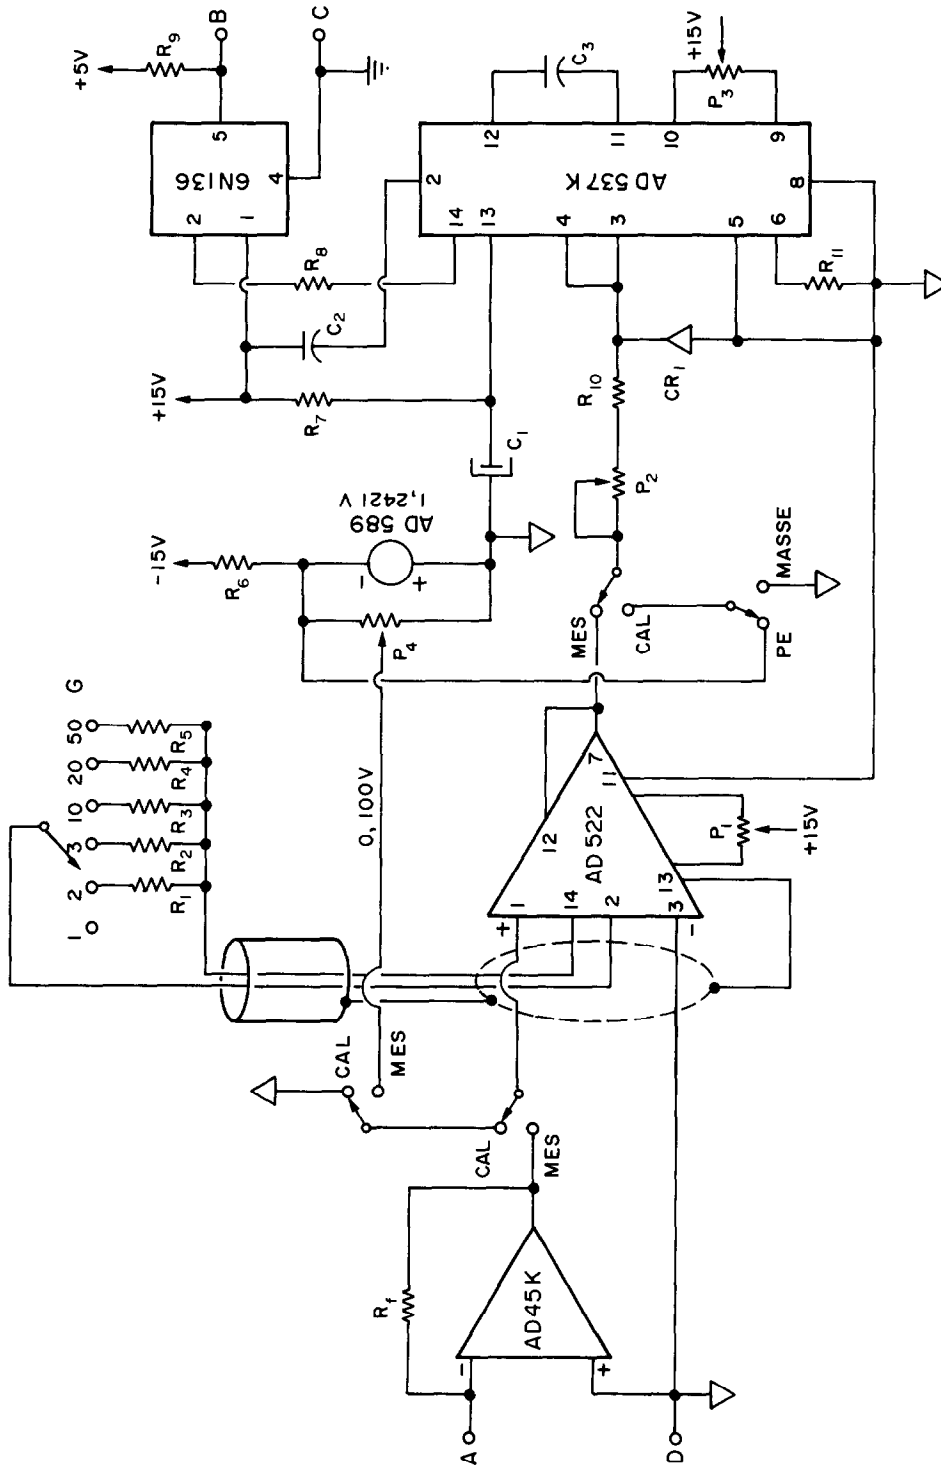 +5V
R9
B
C
6N136
5
4
2
1
+15V
R8
C2
R7
2
14
13
4
3
5
6
8
12
11
10
9
AD 537K
C3
P3
+15V
R11
CR1
R10
P2
C1
-15V
R6
AD 589
1,2421 V
-
+
P4
0,100V
G
1
2
3
10
20
50
R1
R2
R3
R4
R5
MES
CAL
PE
MASSE
AD 522
+
1
14
2
3
-
13
12
7
11
P1
+15V
CAL
MES
CAL
MES
Rf
AD45K
-
+
A
D